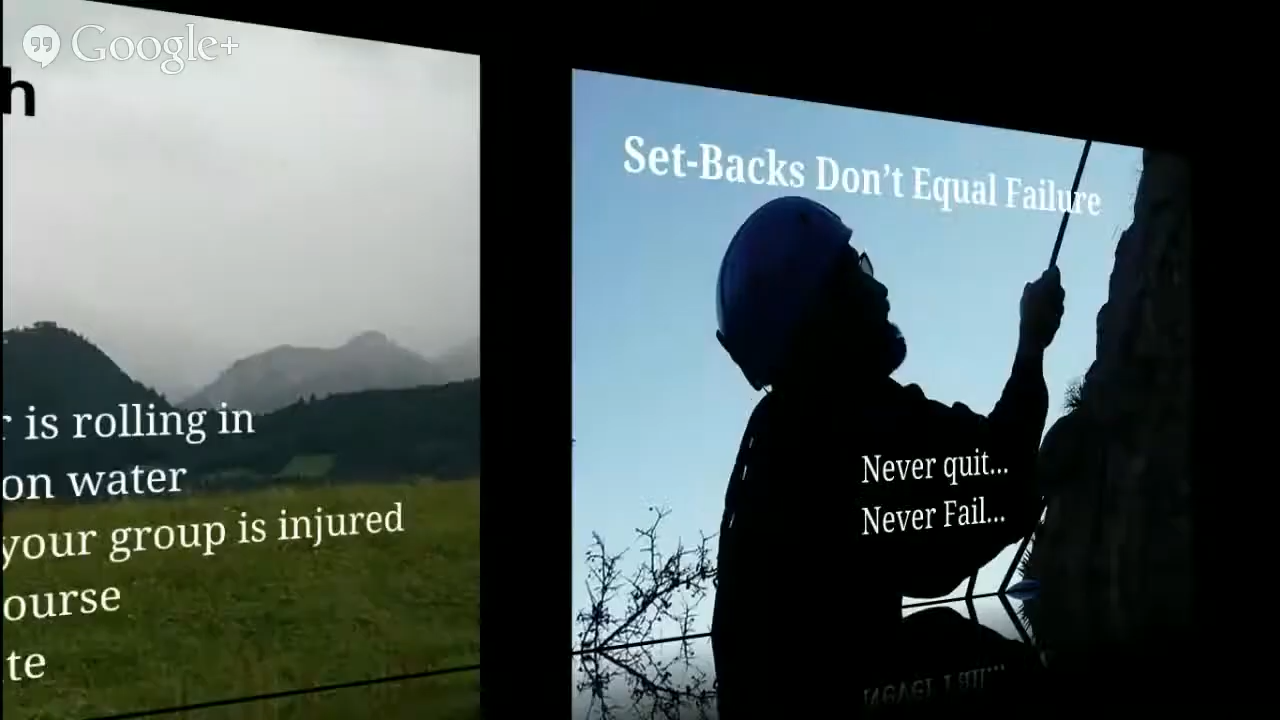 Google+
h
is rolling in
on water
your group is injured
ourse
te
Set-Backs Don't Equal Failure
Never quit...
Never Fail...